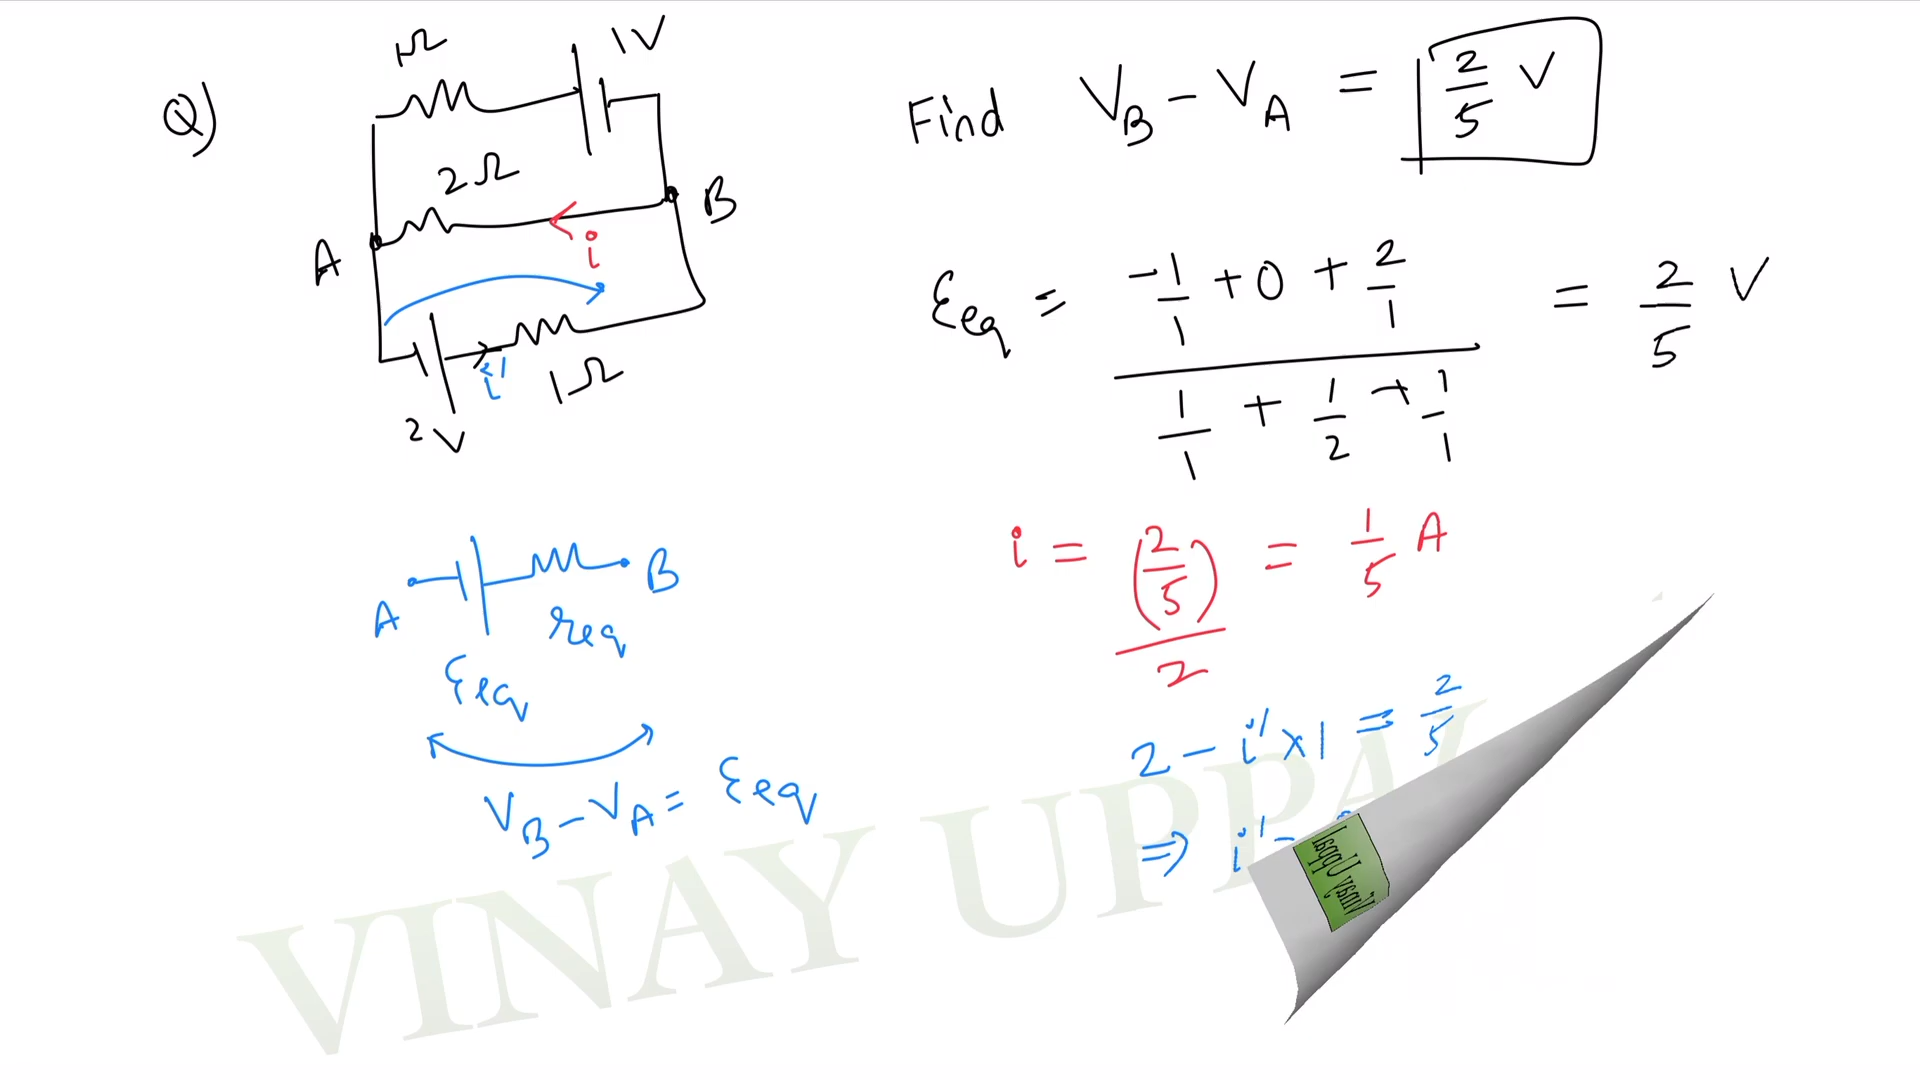 Q)
1Ω
1V
2Ω
A
B
i
i'
1Ω
2V
Find V_B - V_A = 2/5 V
ε_eq = (-1/1 + 0 + 2/1) / (1/1 + 1/2 + 1/1) = 2/5 V
A
B
r_eq
ε_eq
V_B - V_A = ε_eq
i = (2/5)/2 = 1/5 A
2 - i' × 1 = 2/5
⇒ i'
VINAY UPPAL
Vinay Uppal